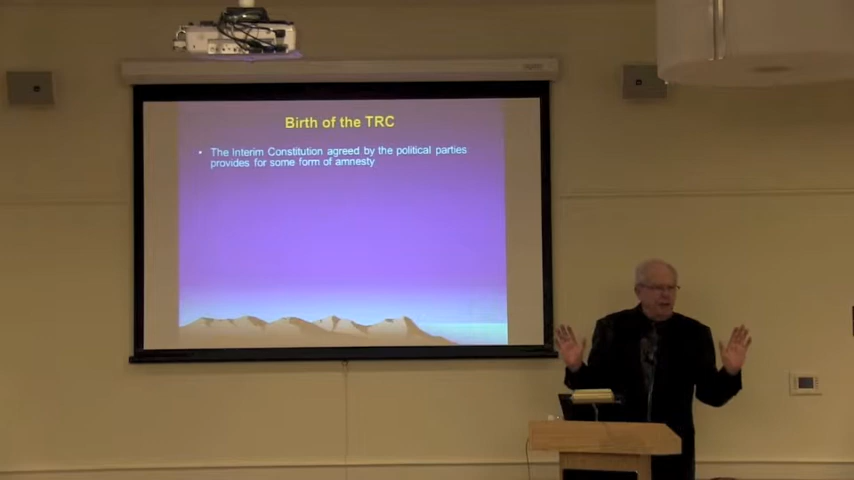 Birth of the TRC
• The Interim Constitution agreed by the political parties
provides for some form of amnesty